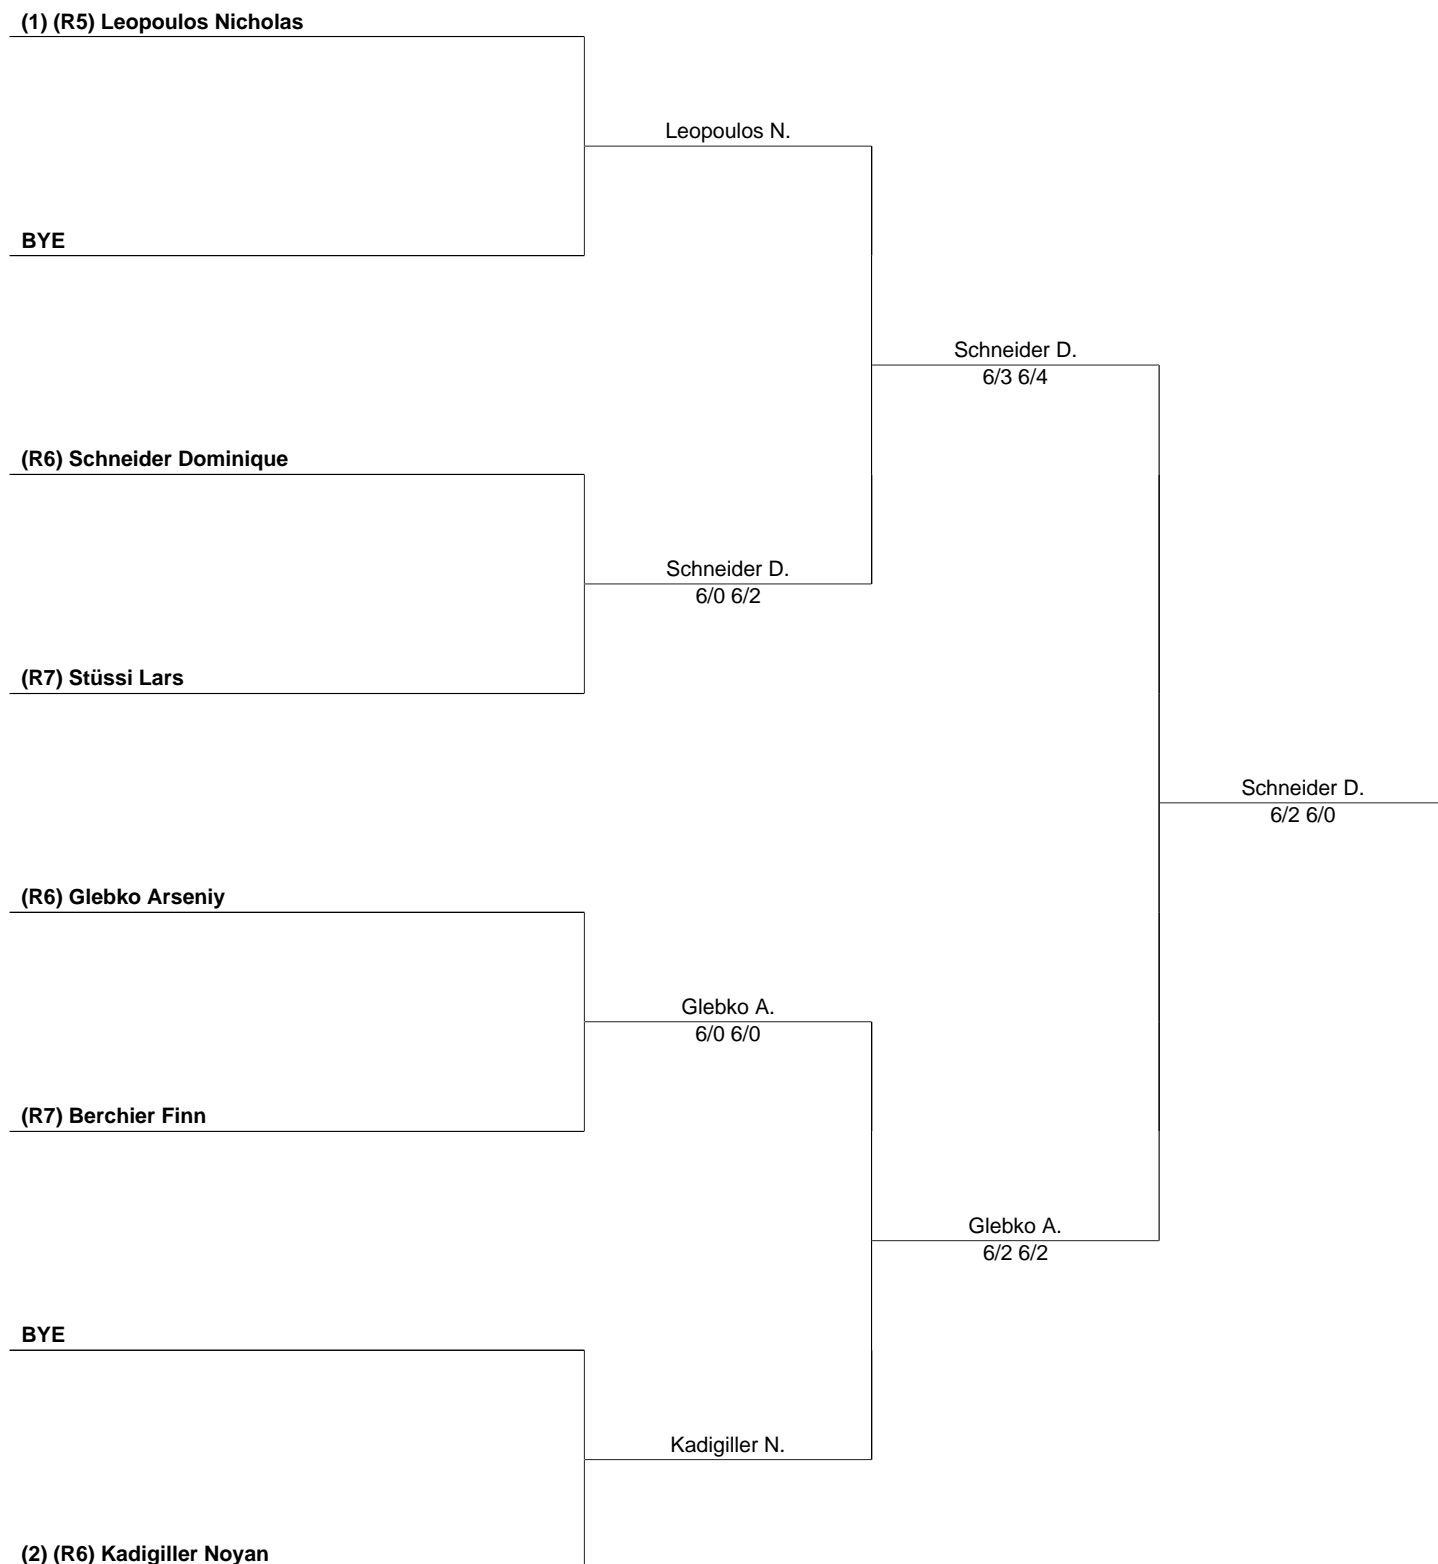 (1) (R5) Leopoulos Nicholas
Leopoulos N.
BYE
Schneider D.
6/3 6/4
(R6) Schneider Dominique
Schneider D.
6/0 6/2
(R7) Stüssi Lars
Schneider D.
6/2 6/0
(R6) Glebko Arseniy
Glebko A.
6/0 6/0
(R7) Berchier Finn
Glebko A.
6/2 6/2
BYE
Kadigiller N.
(2) (R6) Kadigiller Noyan